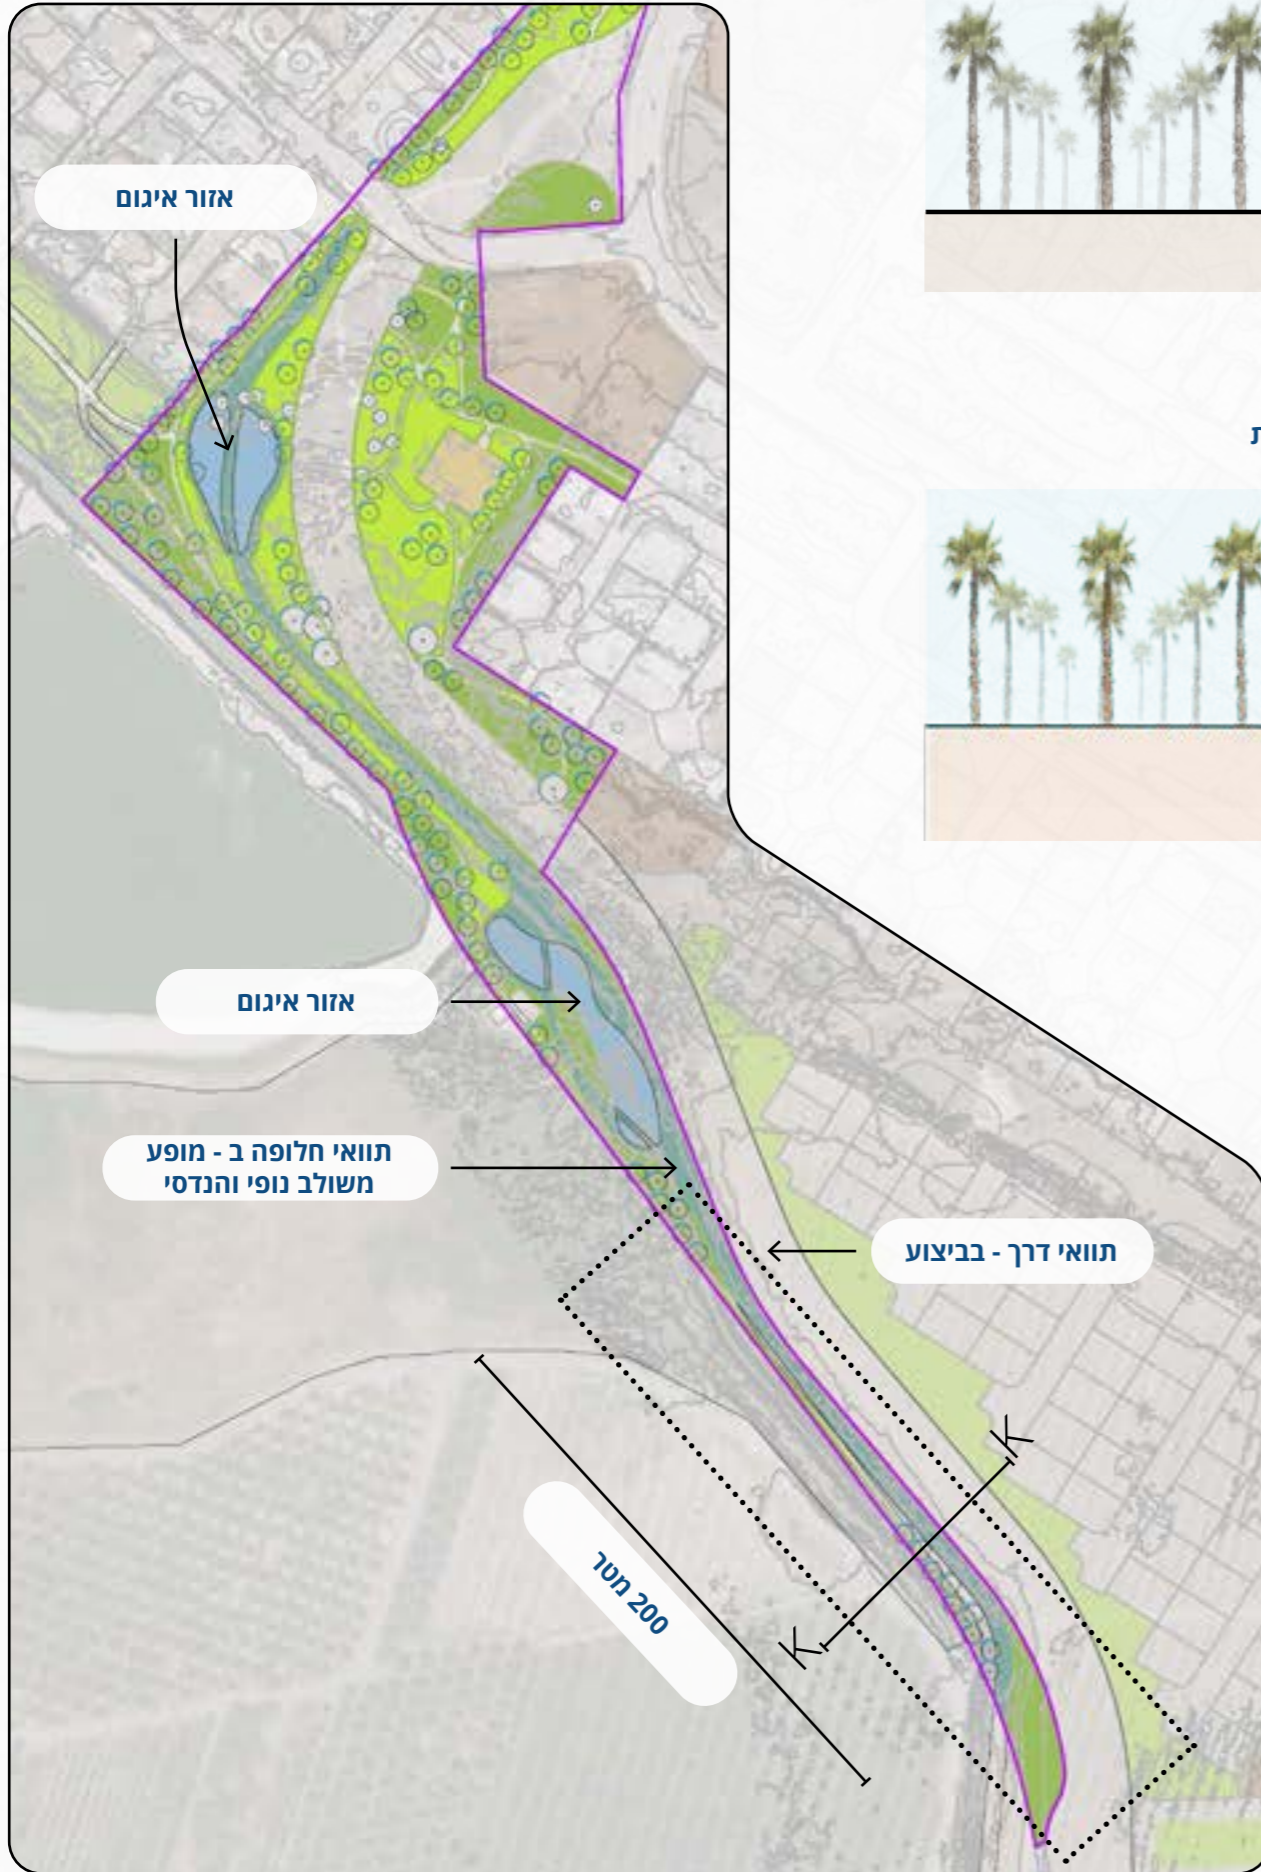 אזור איגום
ת
אזור איגום
תוואי חלופה ב - מופע
משולב נופי והנדסי
תוואי דרך - בביצוע
א
א
200 מטר